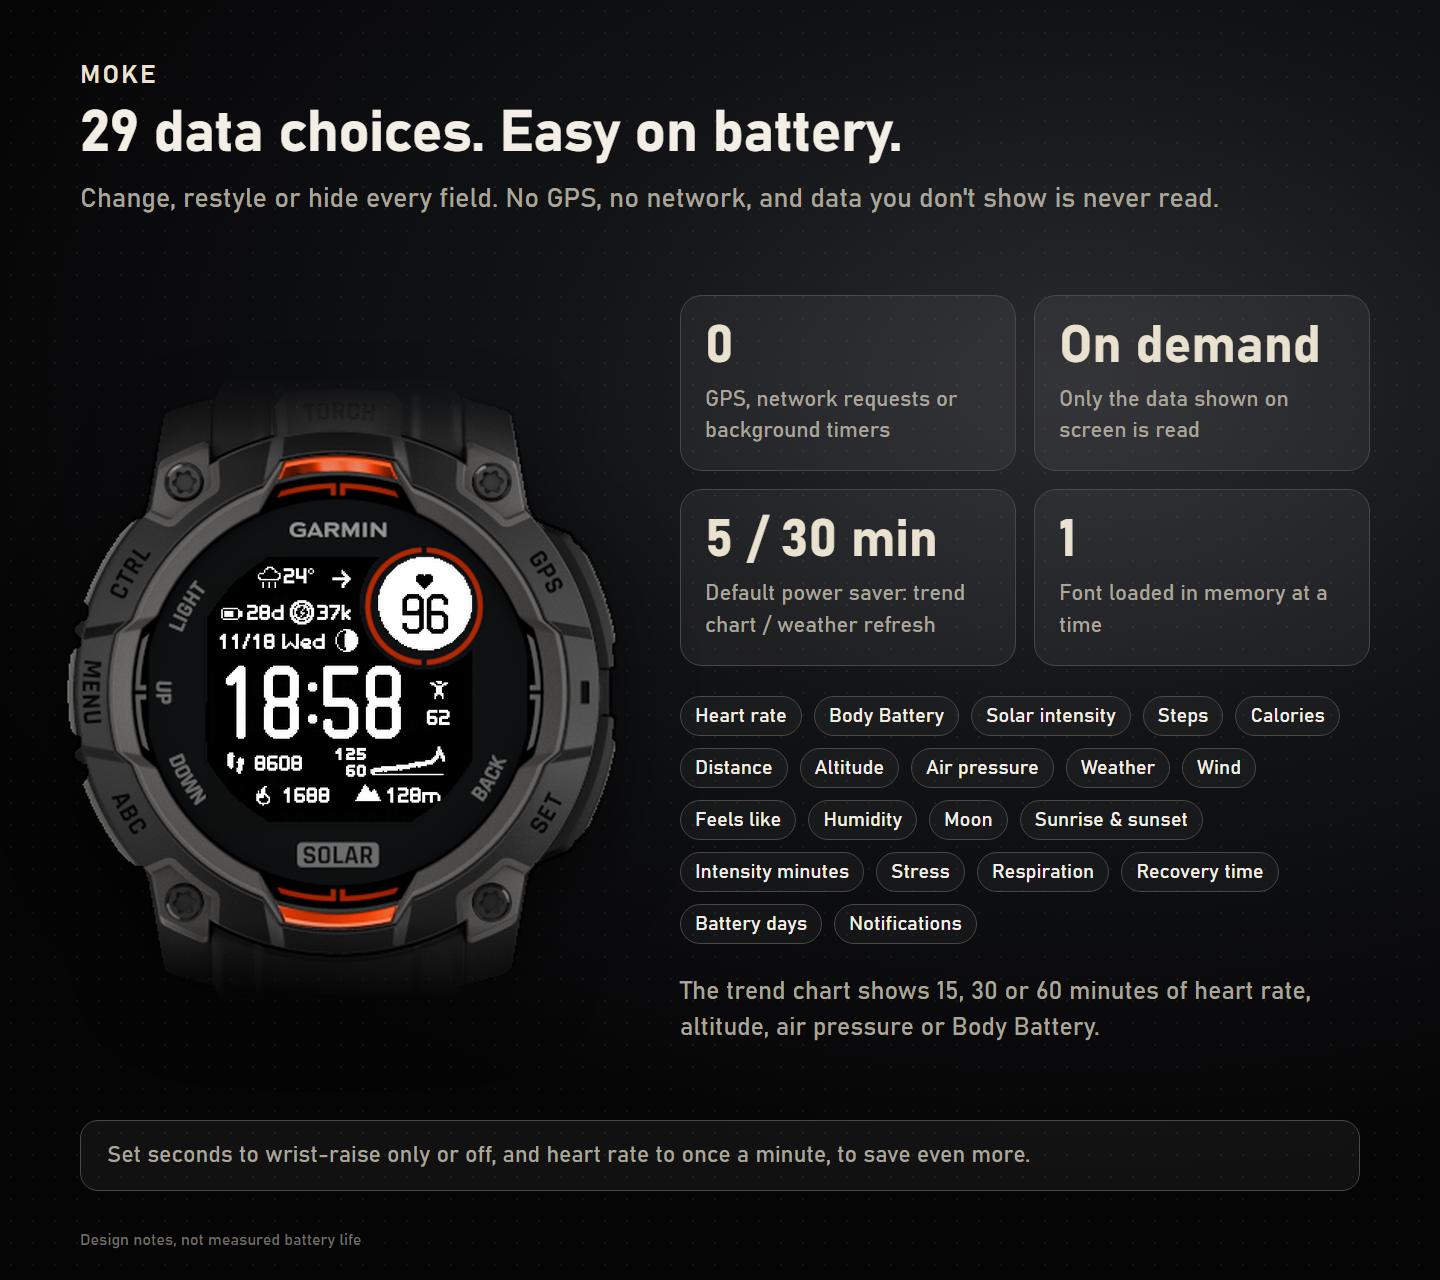 MOKE
29 data choices. Easy on battery.
Change, restyle or hide every field. No GPS, no network, and data you don't show is never read.
TORCH
GARMIN
CTRL
LIGHT
GPS
MENU
UP
DOWN
ABC
BACK
SET
SOLAR
24°
96
28d 37k
11/18 Wed
18:58
62
8608
125
60
1688
128m
0
GPS, network requests or
background timers
On demand
Only the data shown on
screen is read
5 / 30 min
Default power saver: trend
chart / weather refresh
1
Font loaded in memory at a
time
Heart rate Body Battery Solar intensity Steps Calories
Distance Altitude Air pressure Weather Wind
Feels like Humidity Moon Sunrise & sunset
Intensity minutes Stress Respiration Recovery time
Battery days Notifications
The trend chart shows 15, 30 or 60 minutes of heart rate,
altitude, air pressure or Body Battery.
Set seconds to wrist-raise only or off, and heart rate to once a minute, to save even more.
Design notes, not measured battery life